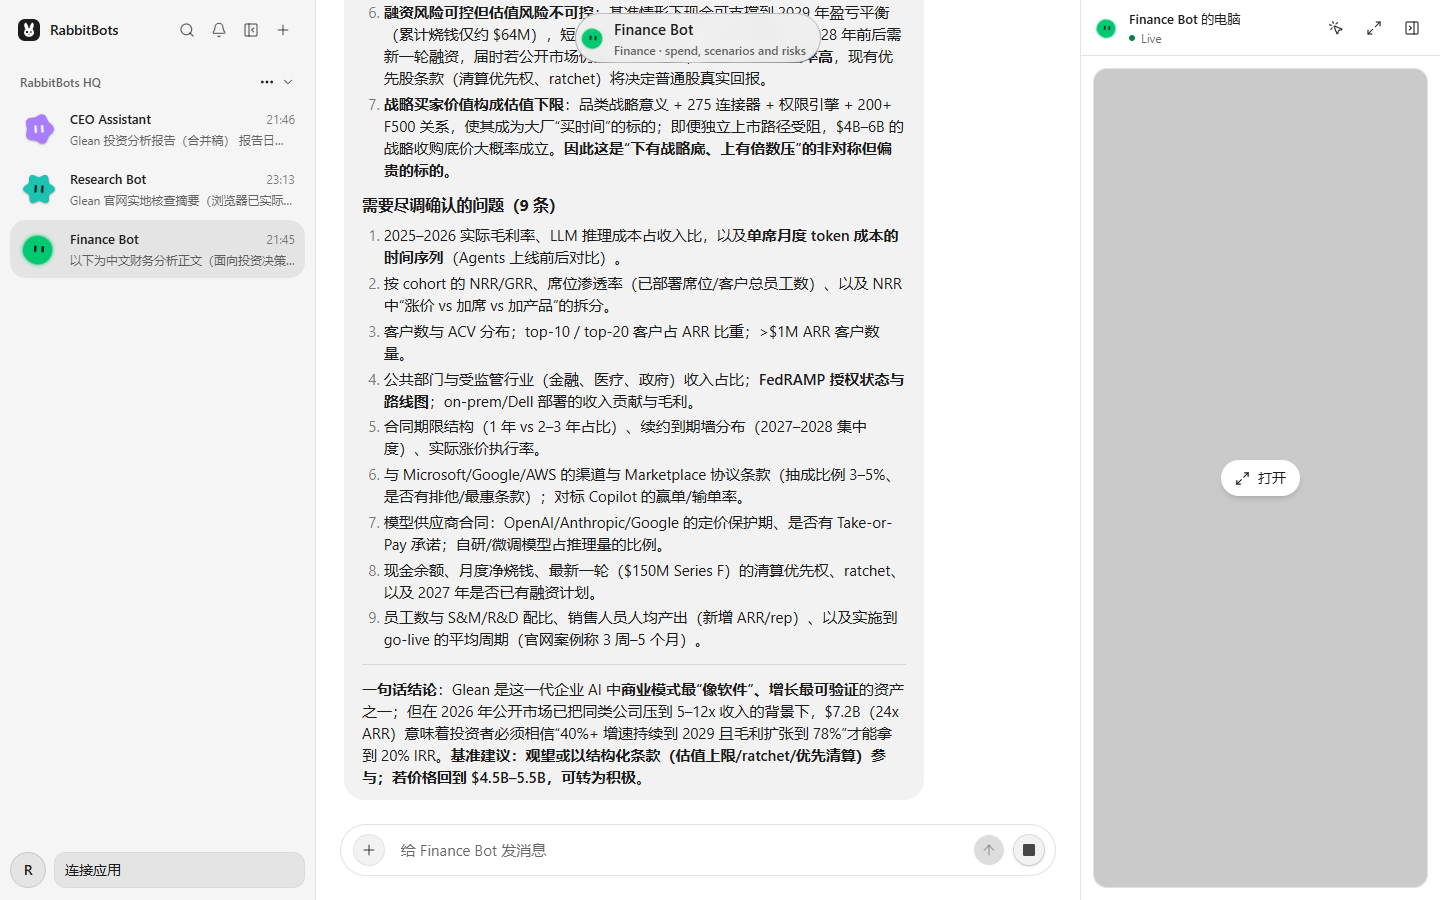 RabbitBots
RabbitBots HQ
CEO Assistant 21:46
Glean 投资分析报告（合并稿） 报告日...
Research Bot 23:13
Glean 官网实地核查摘要（浏览器已实际...
Finance Bot 21:45
以下为中文财务分析正文（面向投资决策...
R
连接应用
Finance Bot
Finance · spend, scenarios and risks
6. 融资风险可控但估值风险不可控：基准情形下现金可支撑到 2029 年盈亏平衡
（累计烧钱仅约 $64M），短
28 年前后需
新一轮融资，届时若公开市场
率高，现有优
先股条款（清算优先权、ratchet）将决定普通股真实回报。
7. 战略买家价值构成估值下限：品类战略意义 + 275 连接器 + 权限引擎 + 200+
F500 关系，使其成为大厂“买时间”的标的；即便独立上市路径受阻，$4B–6B 的
战略收购底价大概率成立。因此这是“下有战略底、上有倍数压”的非对称但偏
贵的标的。
需要尽调确认的问题（9 条）
1. 2025–2026 实际毛利率、LLM 推理成本占收入比，以及单席月度 token 成本的
时间序列（Agents 上线前后对比）。
2. 按 cohort 的 NRR/GRR、席位渗透率（已部署席位/客户总员工数）、以及 NRR
中“涨价 vs 加席 vs 加产品”的拆分。
3. 客户数与 ACV 分布；top-10 / top-20 客户占 ARR 比重；>$1M ARR 客户数
量。
4. 公共部门与受监管行业（金融、医疗、政府）收入占比；FedRAMP 授权状态与
路线图；on-prem/Dell 部署的收入贡献与毛利。
5. 合同期限结构（1 年 vs 2–3 年占比）、续约到期墙分布（2027–2028 集中
度）、实际涨价执行率。
6. 与 Microsoft/Google/AWS 的渠道与 Marketplace 协议条款（抽成比例 3–5%、
是否有排他/最惠条款）；对标 Copilot 的赢单/输单率。
7. 模型供应商合同：OpenAI/Anthropic/Google 的定价保护期、是否有 Take-or-
Pay 承诺；自研/微调模型占推理量的比例。
8. 现金余额、月度净烧钱、最新一轮（$150M Series F）的清算优先权、ratchet、
以及 2027 年是否已有融资计划。
9. 员工数与 S&M/R&D 配比、销售人员人均产出（新增 ARR/rep）、以及实施到
go-live 的平均周期（官网案例称 3 周–5 个月）。
一句话结论：Glean 是这一代企业 AI 中商业模式最“像软件”、增长最可验证的资产
之一；但在 2026 年公开市场已把同类公司压到 5–12x 收入的背景下，$7.2B（24x
ARR）意味着投资者必须相信“40%+ 增速持续到 2029 且毛利扩张到 78%”才能拿
到 20% IRR。基准建议：观望或以结构化条款（估值上限/ratchet/优先清算）参
与；若价格回到 $4.5B–5.5B，可转为积极。
给 Finance Bot 发消息
Finance Bot 的电脑
Live
打开